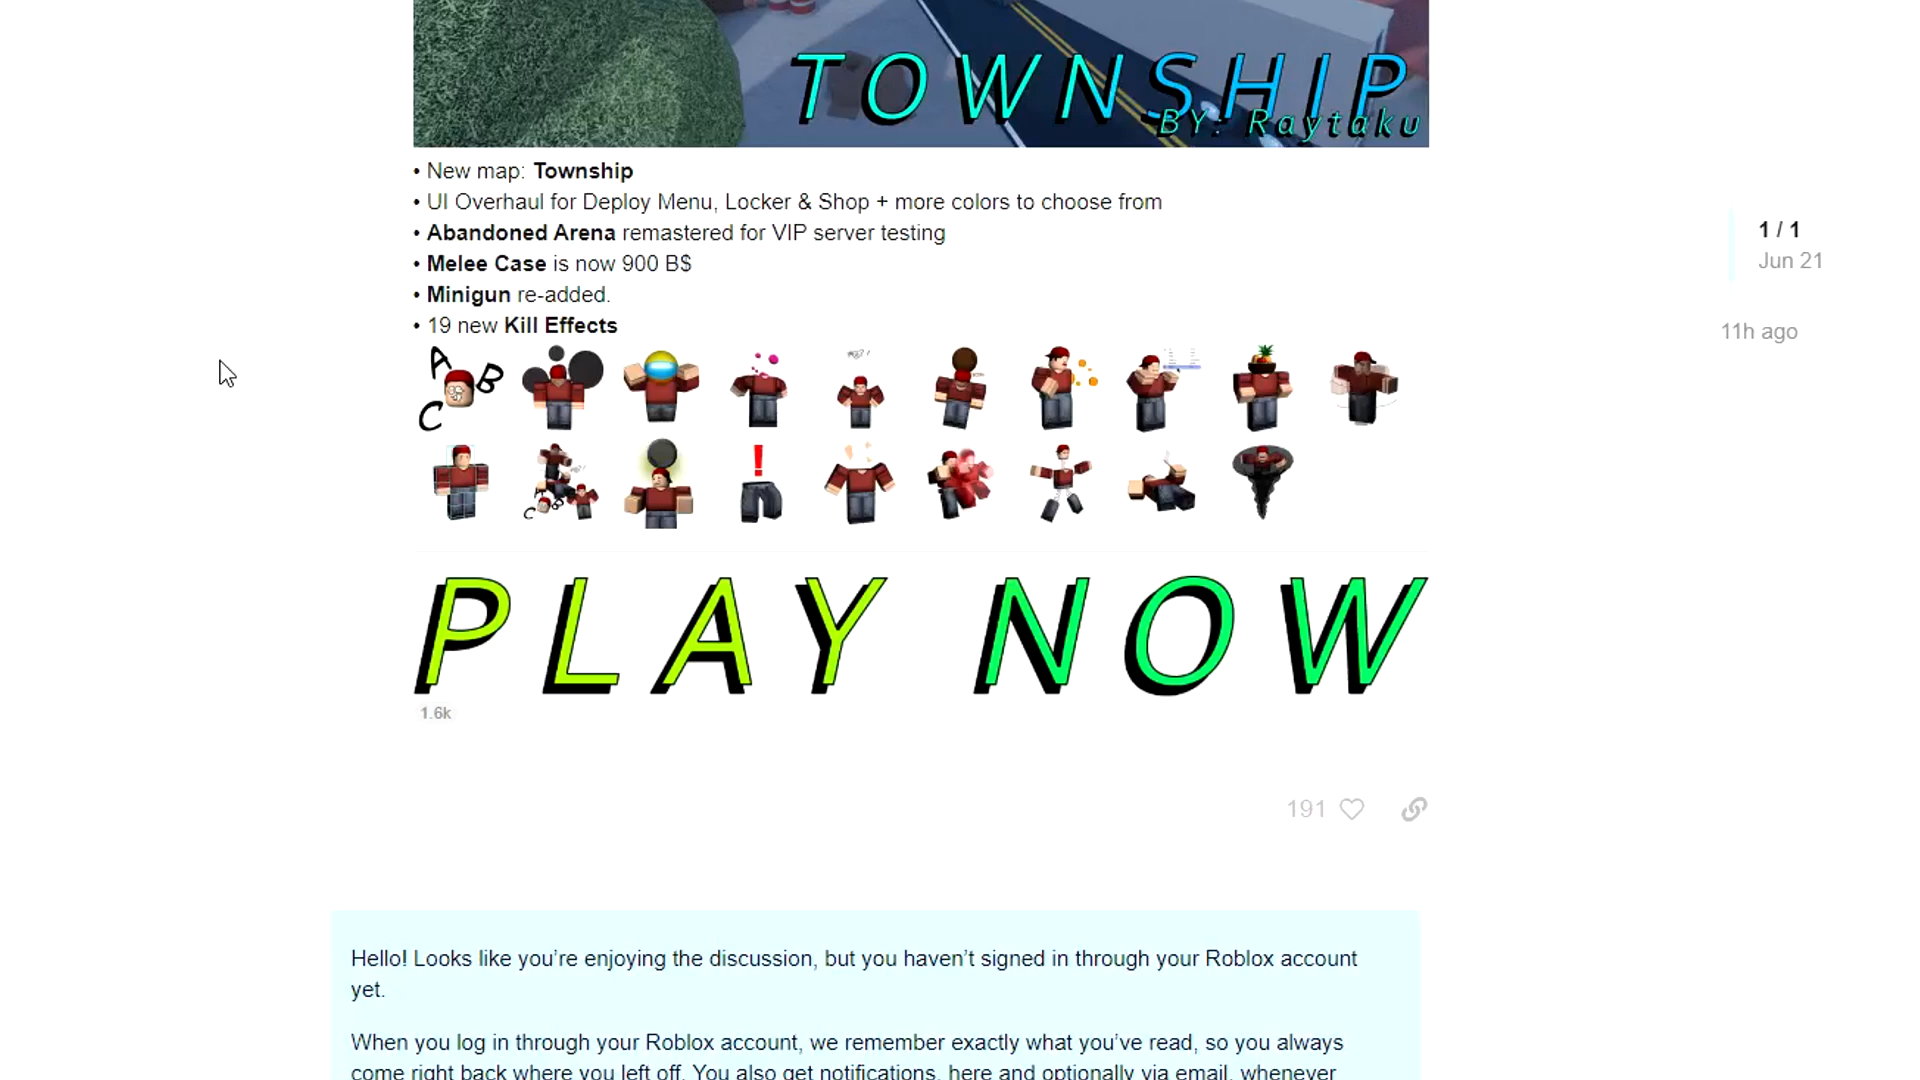 TOWNSHIP
BY: Raytaku
• New map: Township
• UI Overhaul for Deploy Menu, Locker & Shop + more colors to choose from
• Abandoned Arena remastered for VIP server testing
• Melee Case is now 900 B$
• Minigun re-added.
• 19 new Kill Effects
A
B
C
!
PLAY NOW
1.6k
191
1 / 1
Jun 21
11h ago
Hello! Looks like you’re enjoying the discussion, but you haven’t signed in through your Roblox account
yet.
When you log in through your Roblox account, we remember exactly what you’ve read, so you always
come right back where you left off. You also get notifications, here and optionally via email, whenever